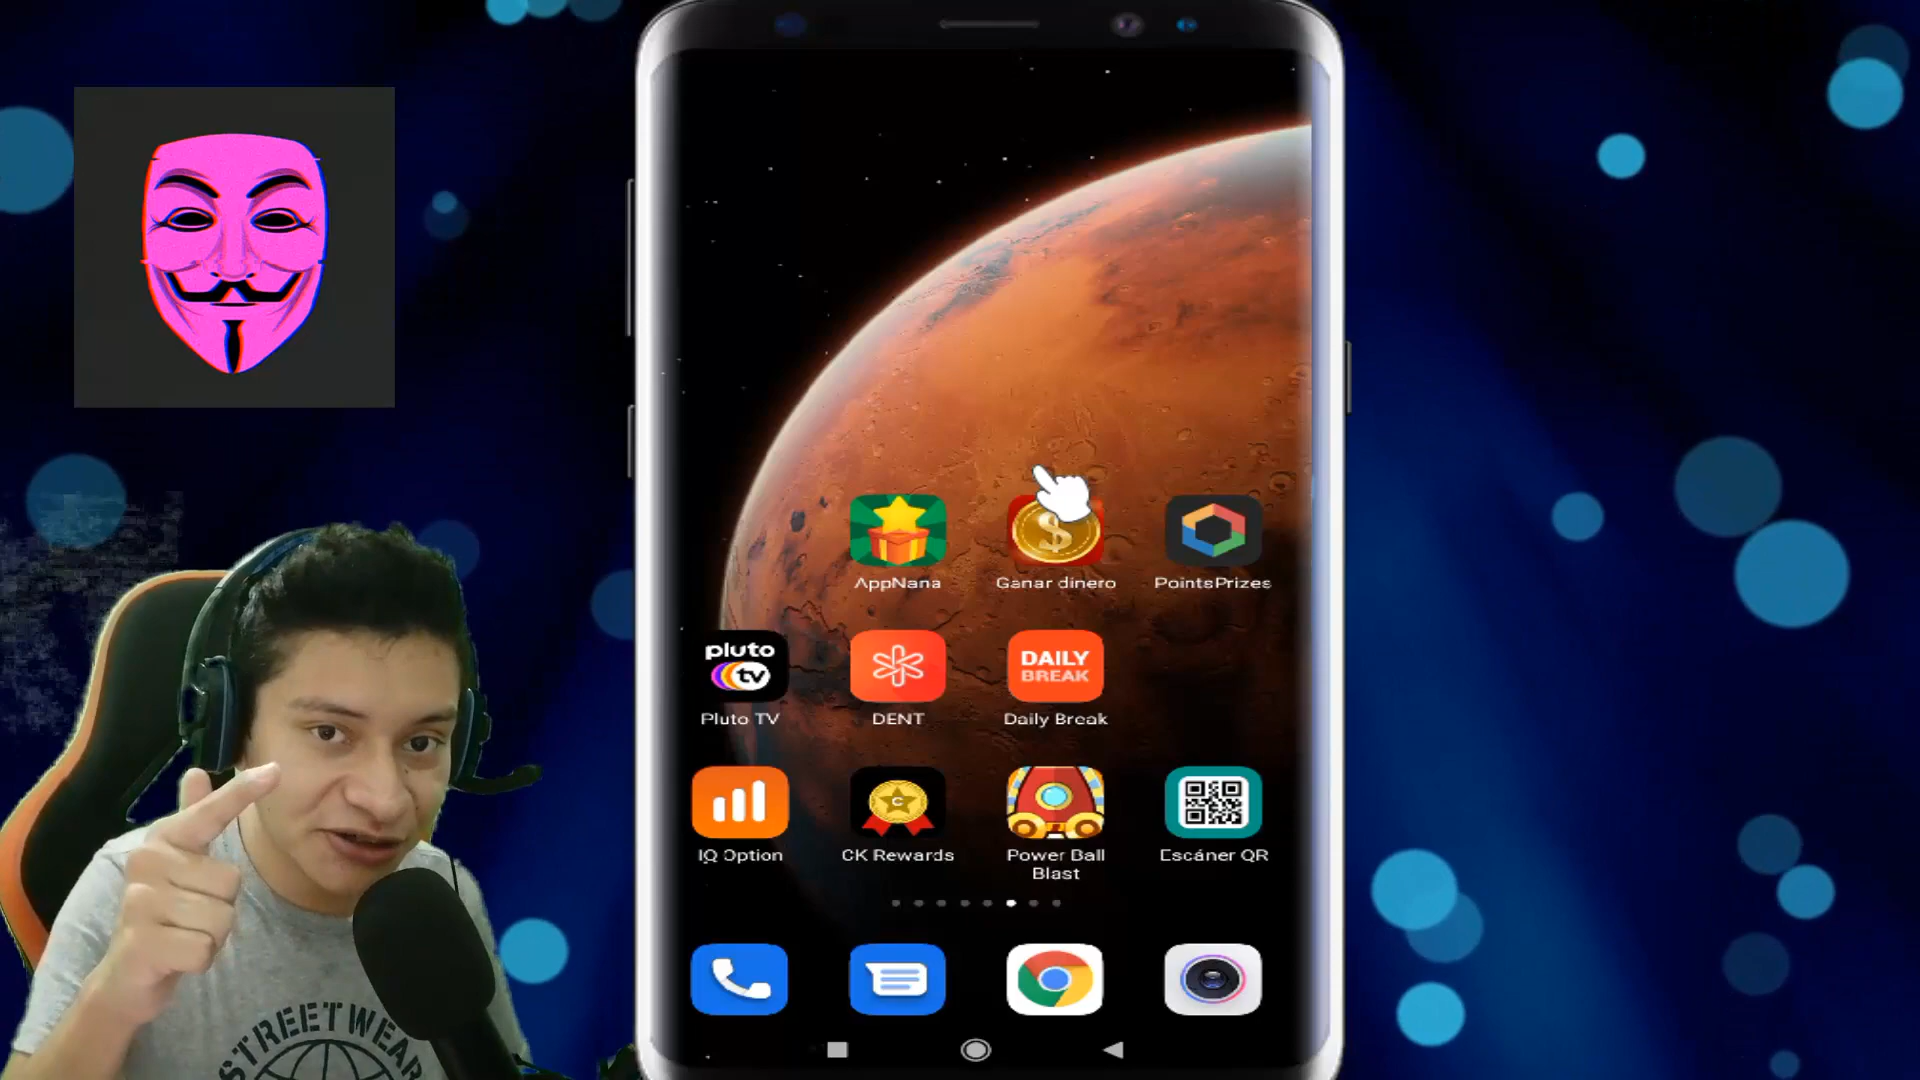 AppNana
Ganar dinero
PointsPrizes
pluto
tv
DAILY
BREAK
Pluto TV
DENT
Daily Break
C
IQ Option
CK Rewards
Power Ball
Blast
Escáner QR
STREETWEAR